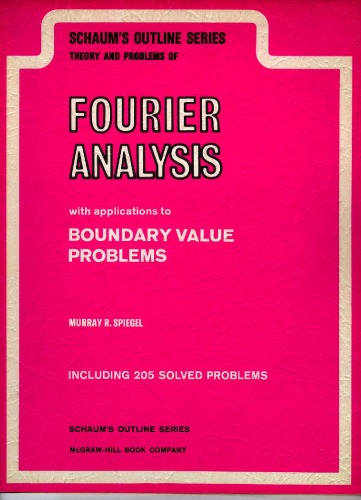 SCHAUM'S OUTLINE SERIES
THEORY AND PROBLEMS OF
FOURIER
ANALYSIS
with applications to
BOUNDARY VALUE
PROBLEMS
MURRAY R. SPIEGEL
INCLUDING 205 SOLVED PROBLEMS
SCHAUM'S OUTLINE SERIES
McGRAW-HILL BOOK COMPANY